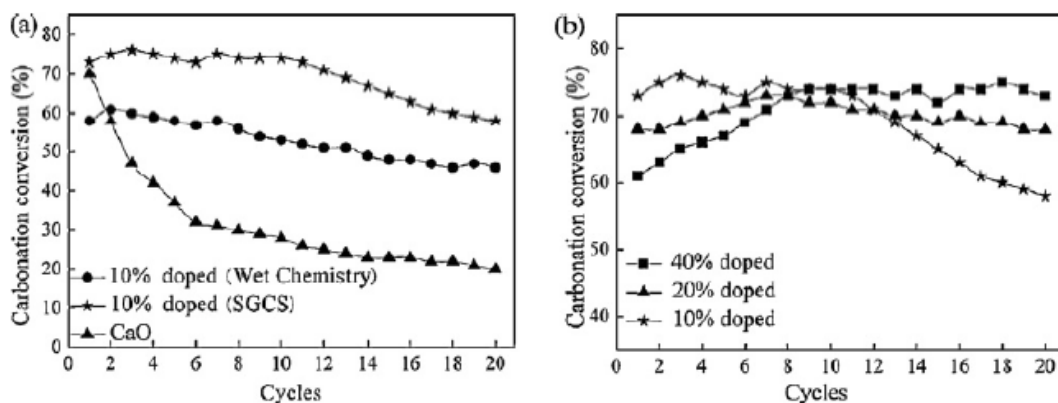 (a)
Carbonation conversion (%)
80
70
60
50
40
30
20
10
0
0 2 4 6 8 10 12 14 16 18 20
Cycles
10% doped (Wet Chemistry)
10% doped (SGCS)
CaO
(b)
Carbonation conversion (%)
80
70
60
50
40
0 2 4 6 8 10 12 14 16 18 20
Cycles
40% doped
20% doped
10% doped